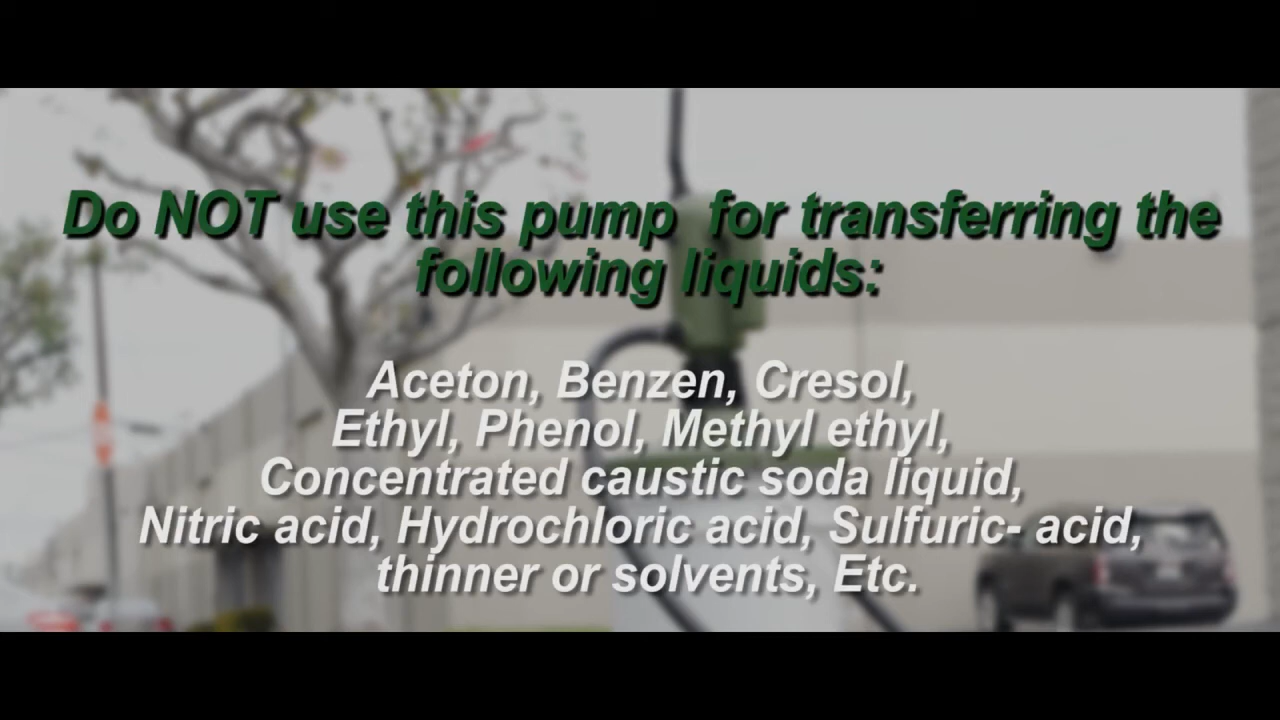 Do NOT use this pump for transferring the
following liquids:
Aceton, Benzen, Cresol,
Ethyl, Phenol, Methyl ethyl,
Concentrated caustic soda liquid,
Nitric acid, Hydrochloric acid, Sulfuric- acid,
thinner or solvents, Etc.